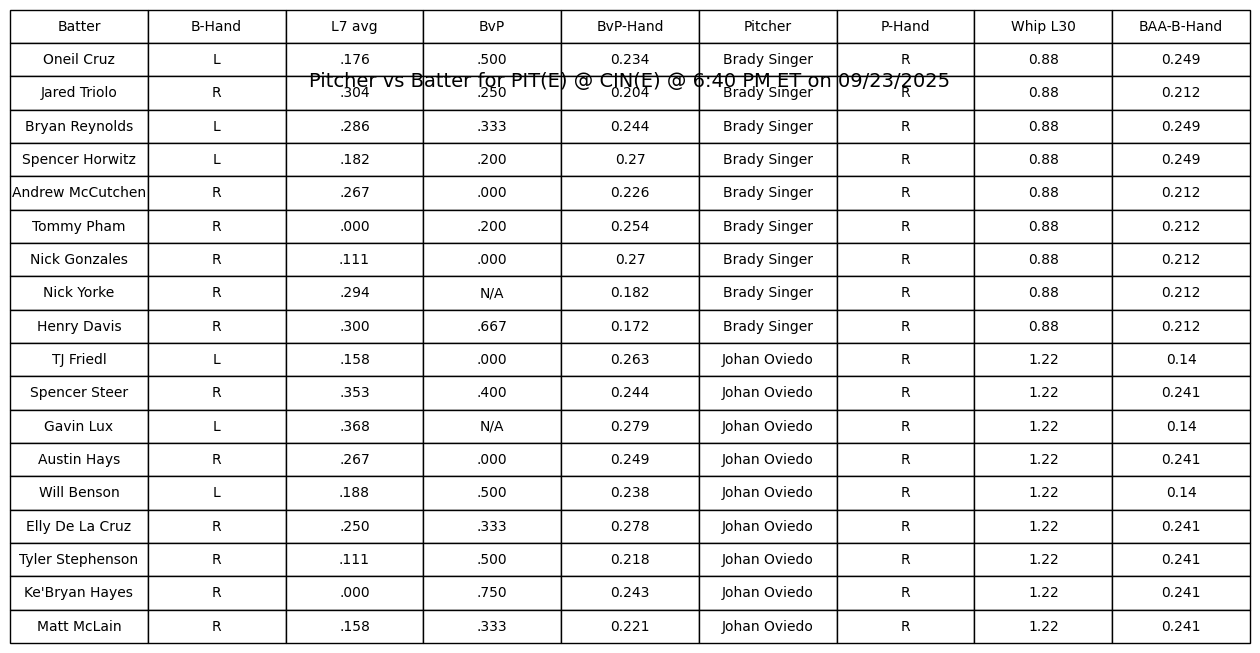 Batter B-Hand L7 avg BvP BvP-Hand Pitcher P-Hand Whip L30 BAA-B-Hand
Oneil Cruz L .176 .500 0.234 Brady Singer R 0.88 0.249
Pitcher vs Batter for PIT(E) @ CIN(E) @ 6:40 PM ET on 09/23/2025
Jared Triolo R .304 .250 0.204 Brady Singer R 0.88 0.212
Bryan Reynolds L .286 .333 0.244 Brady Singer R 0.88 0.249
Spencer Horwitz L .182 .200 0.27 Brady Singer R 0.88 0.249
Andrew McCutchen R .267 .000 0.226 Brady Singer R 0.88 0.212
Tommy Pham R .000 .200 0.254 Brady Singer R 0.88 0.212
Nick Gonzales R .111 .000 0.27 Brady Singer R 0.88 0.212
Nick Yorke R .294 N/A 0.182 Brady Singer R 0.88 0.212
Henry Davis R .300 .667 0.172 Brady Singer R 0.88 0.212
TJ Friedl L .158 .000 0.263 Johan Oviedo R 1.22 0.14
Spencer Steer R .353 .400 0.244 Johan Oviedo R 1.22 0.241
Gavin Lux L .368 N/A 0.279 Johan Oviedo R 1.22 0.14
Austin Hays R .267 .000 0.249 Johan Oviedo R 1.22 0.241
Will Benson L .188 .500 0.238 Johan Oviedo R 1.22 0.14
Elly De La Cruz R .250 .333 0.278 Johan Oviedo R 1.22 0.241
Tyler Stephenson R .111 .500 0.218 Johan Oviedo R 1.22 0.241
Ke'Bryan Hayes R .000 .750 0.243 Johan Oviedo R 1.22 0.241
Matt McLain R .158 .333 0.221 Johan Oviedo R 1.22 0.241